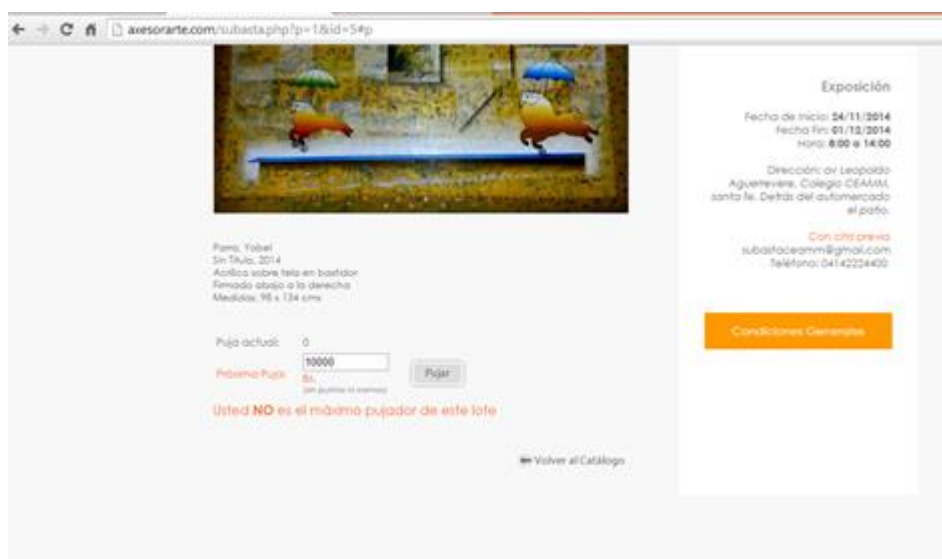 axesorarte.com/subasta.php?p=1&id=5#p
Parra, Yobel
Sin Título, 2014
Acrílico sobre tela en bastidor
Firmado abajo a la derecha
Medidas: 98 x 134 cms
Puja actual: 0
Próxima Puja: 10000 Pujar
Bs.
(sin puntos ni comas)
Usted NO es el máximo pujador de este lote
Volver al Catálogo
Exposición
Fecha de Inicio: 24/11/2014
Fecha Fin: 01/12/2014
Hora: 8:00 a 14:00
Dirección: av Leopoldo
Aguerrevere, Colegio CEAMM,
santa fe. Detrás del automercado
el patio.
Con cita previa
subastaceamm@gmail.com
Teléfono: 04142224400
Condiciones Generales